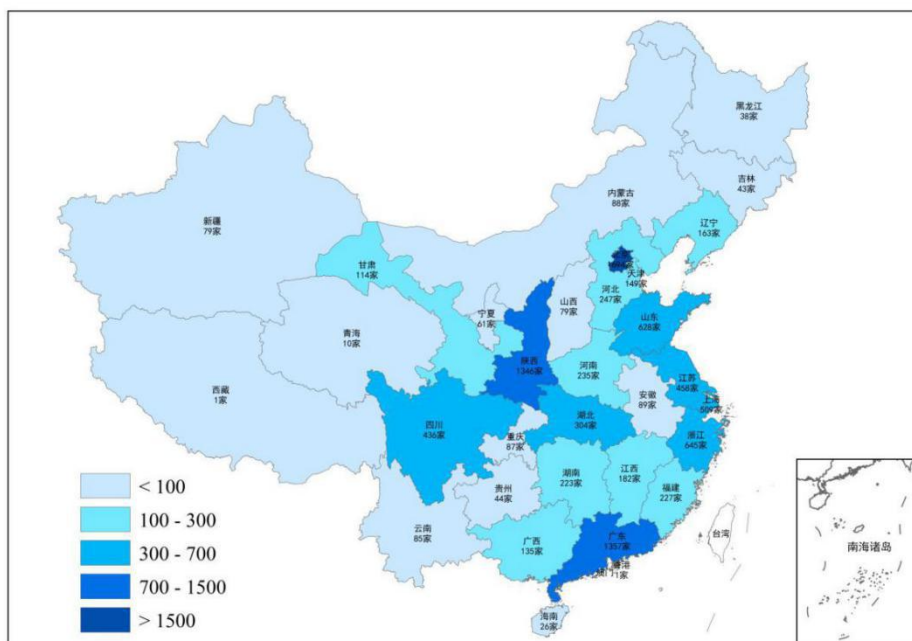 黑龙江
38家
吉林
43家
内蒙古
88家
辽宁
163家
新疆
79家
甘肃
114家
天津
149家
河北
247家
山西
79家
宁夏
61家
山东
628家
青海
10家
陕西
1346家
河南
235家
西藏
1家
江苏
458家
上海
509家
安徽
89家
四川
436家
湖北
304家
浙江
645家
重庆
87家
湖南
223家
江西
182家
贵州
44家
福建
227家
云南
85家
广西
135家
广东
1357家
台湾
1家
海南
26家
< 100
100 - 300
300 - 700
700 - 1500
> 1500
南海诸岛